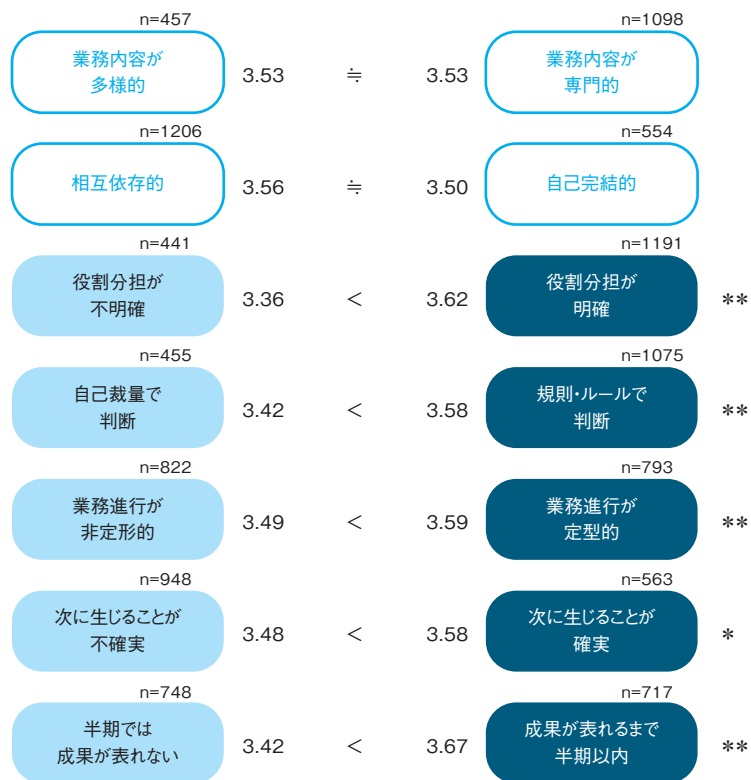 n=457 n=1098
業務内容が 業務内容が
多様的 3.53 ≒ 3.53 専門的
n=1206 n=554
相互依存的 3.56 ≒ 3.50 自己完結的
n=441 n=1191
役割分担が 役割分担が
不明確 3.36 < 3.62 明確 **
n=455 n=1075
自己裁量で 規則・ルールで
判断 3.42 < 3.58 判断 **
n=822 n=793
業務進行が 業務進行が
非定形的 3.49 < 3.59 定型的 **
n=948 n=563
次に生じることが 次に生じることが
不確実 3.48 < 3.58 確実 *
n=748 n=717
半期では 成果が表れるまで
成果が表れない 3.42 < 3.67 半期以内 **